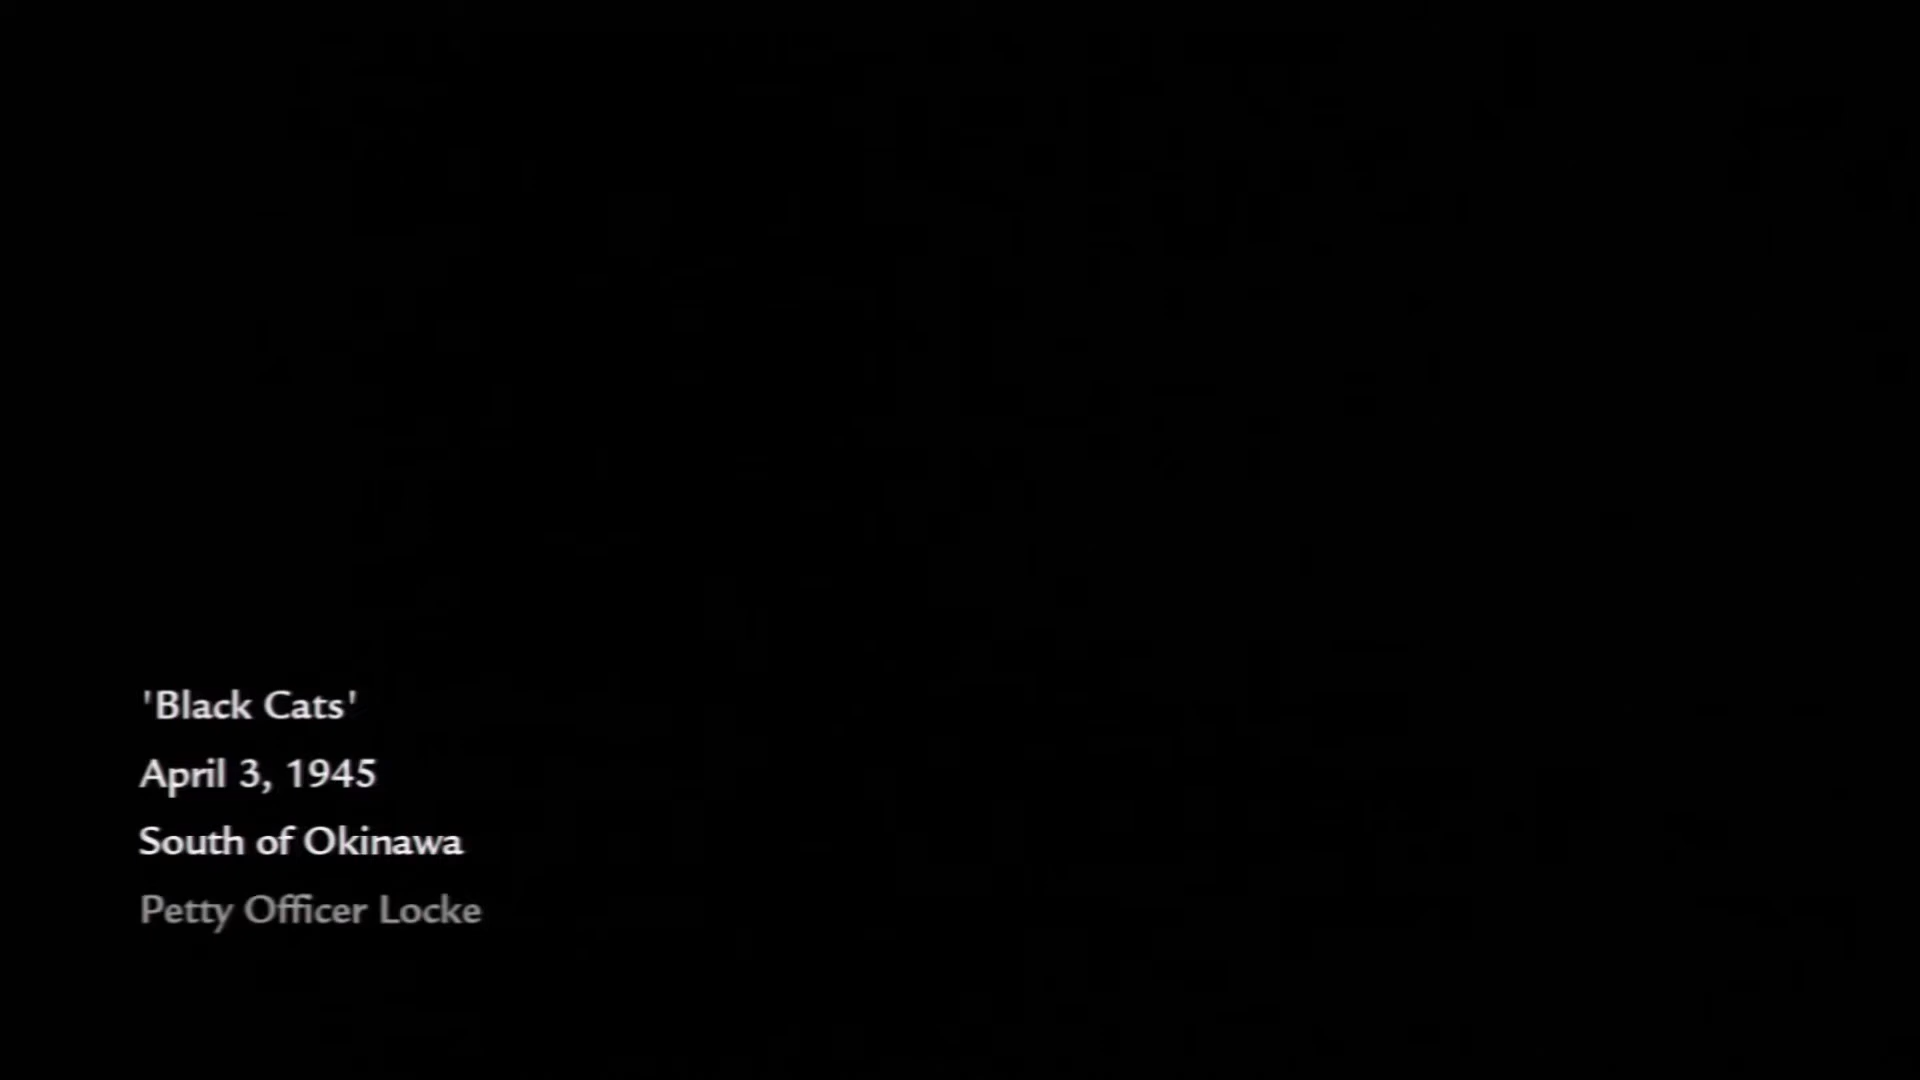 'Black Cats'
April 3, 1945
South of Okinawa
Petty Officer Locke